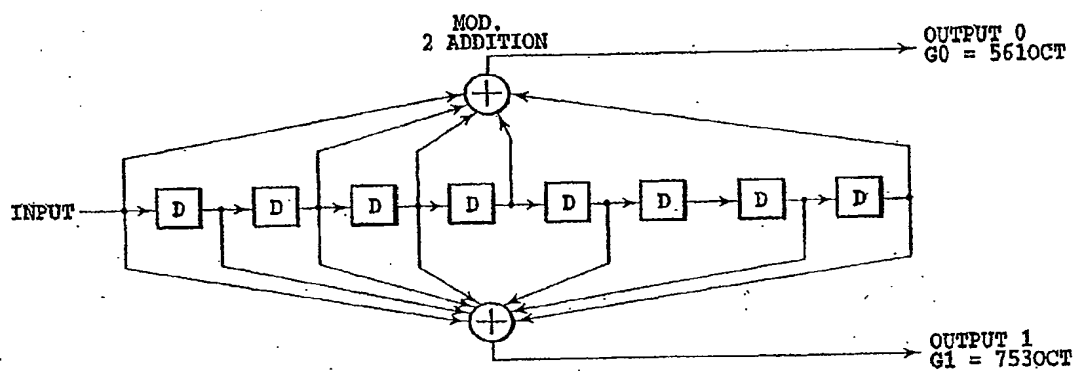 MOD.
2 ADDITION
OUTPUT 0
G0 = 561OCT
INPUT
D D D D D D D D
OUTPUT 1
G1 = 753OCT